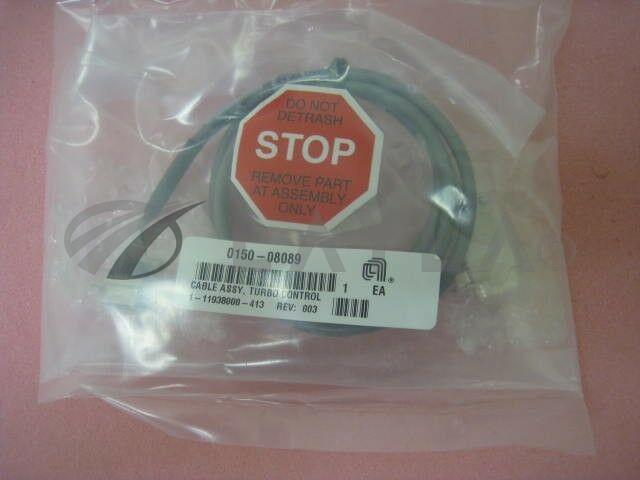 DO NOT
DETRASH
STOP
REMOVE PART
AT ASSEMBLY
ONLY
0150-08089
1 EA
CABLE ASSY, TURBO CONTROL
1-11938000-413 REV: 003